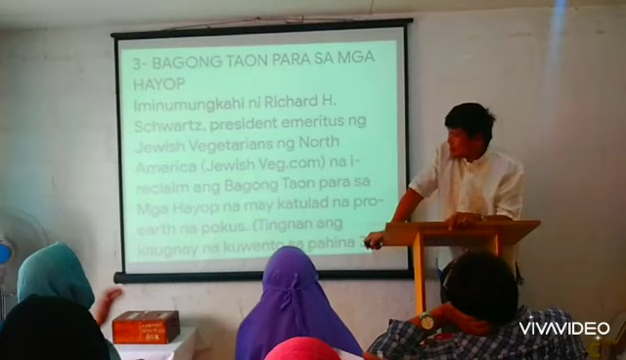 3- BAGONG TAON PARA SA MGA
HAYOP
Iminumungkahi ni Richard H.
Schwartz, president emeritus ng
Jewish Vegetarians ng North
America (Jewish Veg.com) na i-
reclaim ang Bagong Taon para sa
Mga Hayop na may katulad na pro-
earth na pokus. (Tingnan ang
kaugnay na kuwento sa pahina
VIVAVIDEO